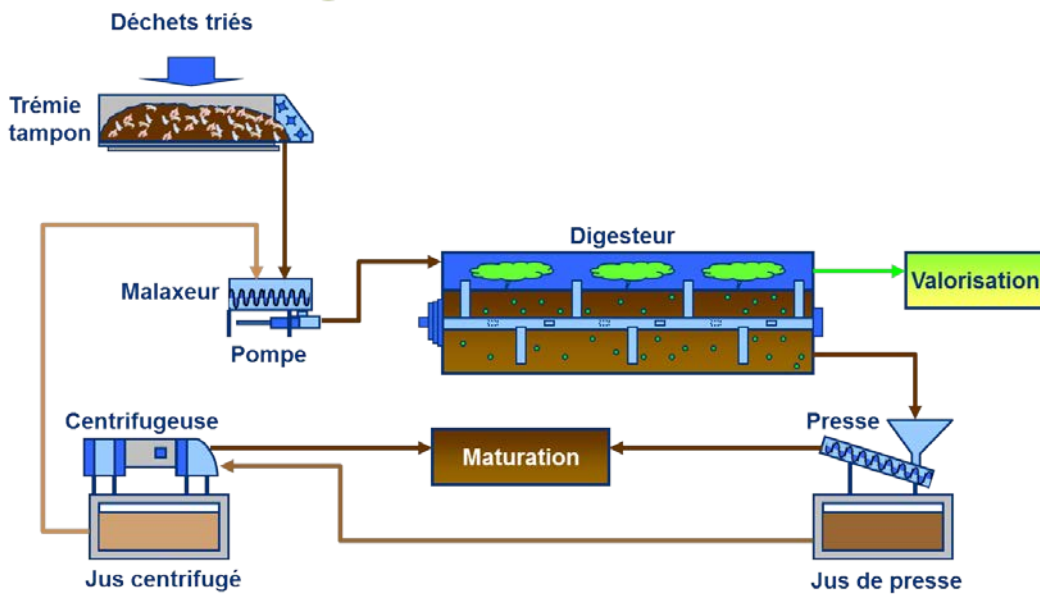 Déchets triés
Trémie
tampon
Digesteur
Malaxeur
Valorisation
Pompe
Centrifugeuse
Presse
Maturation
Jus centrifugé
Jus de presse